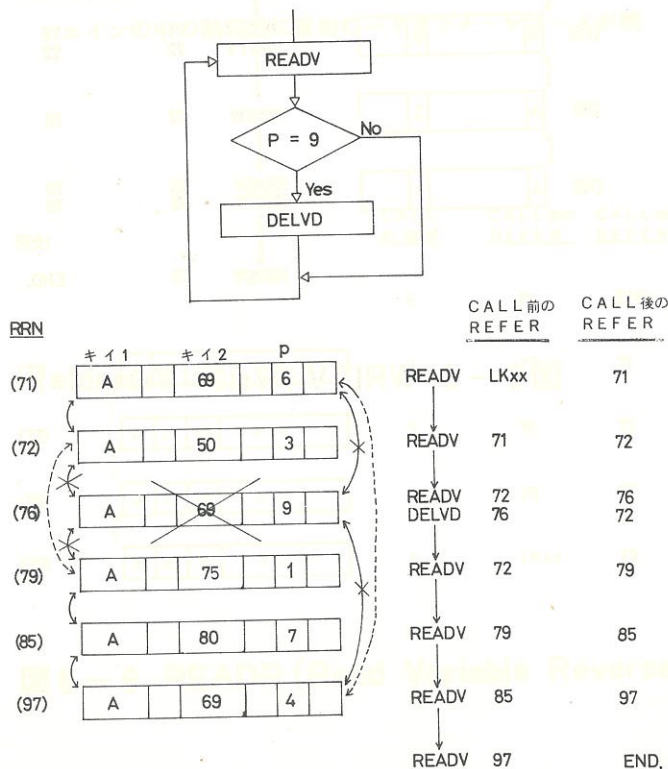 READV
P = 9
No
Yes
DELVD
CALL前の CALL後の
RRN REFER REFER
キイ1 キイ2 P
(71) A 69 6 READV LKxx 71
(72) A 50 3 READV 71 72
(76) A 69 9 READV 72 76
DELVD 76 72
(79) A 75 1 READV 72 79
(85) A 80 7 READV 79 85
(97) A 69 4 READV 85 97
READV 97 END.